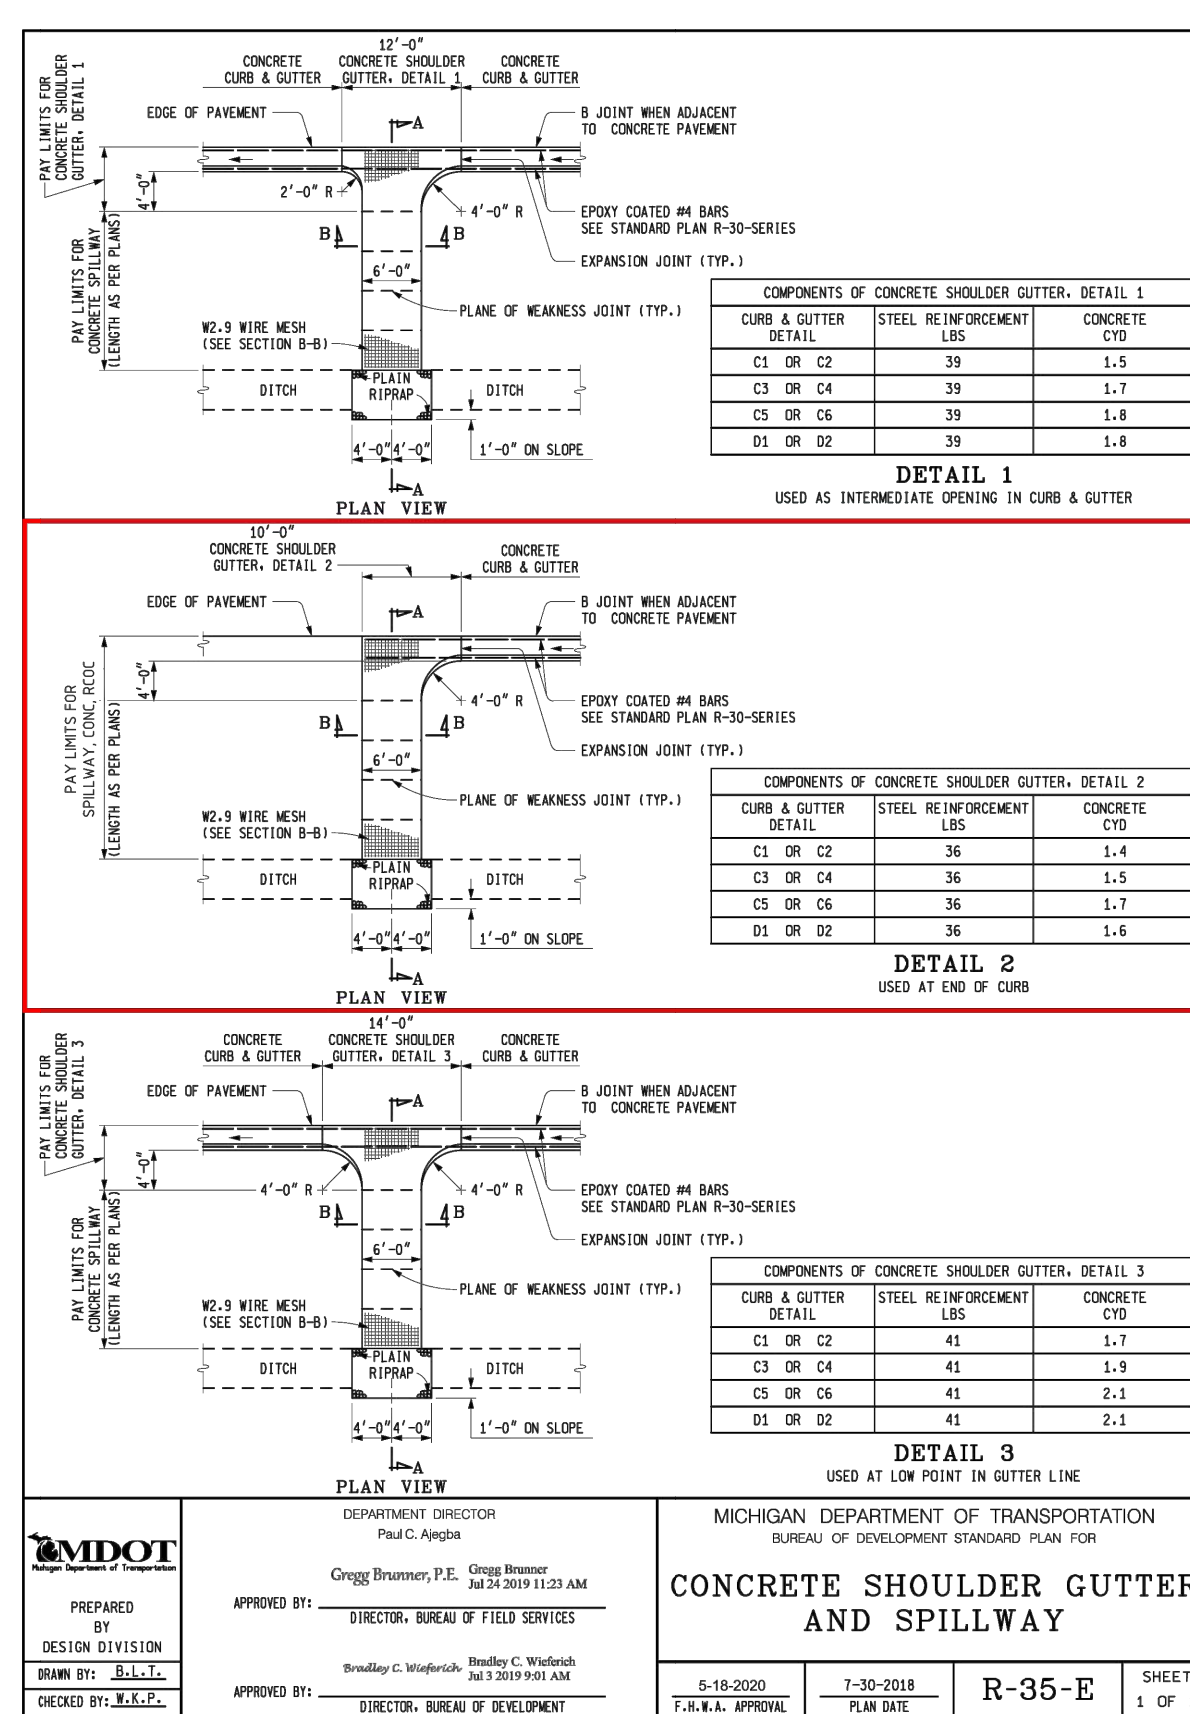 12'-0"
CONCRETE
CURB & GUTTER
CONCRETE SHOULDER
GUTTER, DETAIL 1
CONCRETE
CURB & GUTTER
PAY LIMITS FOR
CONCRETE SHOULDER
GUTTER, DETAIL 1
EDGE OF PAVEMENT
A
B JOINT WHEN ADJACENT
TO CONCRETE PAVEMENT
4'-0"
2'-0" R
4'-0" R
EPOXY COATED #4 BARS
SEE STANDARD PLAN R-30-SERIES
B
B
EXPANSION JOINT (TYP.)
PAY LIMITS FOR
CONCRETE SPILLWAY
(LENGTH AS PER PLANS)
6'-0"
PLANE OF WEAKNESS JOINT (TYP.)
W2.9 WIRE MESH
(SEE SECTION B-B)
DITCH
PLAIN
RIPRAP
DITCH
4'-0"
4'-0"
1'-0" ON SLOPE
A
PLAN VIEW
COMPONENTS OF CONCRETE SHOULDER GUTTER, DETAIL 1
CURB & GUTTER
DETAIL
STEEL REINFORCEMENT
LBS
CONCRETE
CYD
C1 OR C2 39 1.5
C3 OR C4 39 1.7
C5 OR C6 39 1.8
D1 OR D2 39 1.8
DETAIL 1
USED AS INTERMEDIATE OPENING IN CURB & GUTTER
10'-0"
CONCRETE SHOULDER
GUTTER, DETAIL 2
CONCRETE
CURB & GUTTER
EDGE OF PAVEMENT
A
B JOINT WHEN ADJACENT
TO CONCRETE PAVEMENT
4'-0"
4'-0" R
EPOXY COATED #4 BARS
SEE STANDARD PLAN R-30-SERIES
B
B
EXPANSION JOINT (TYP.)
PAY LIMITS FOR
SPILLWAY, CONC, RCOC
(LENGTH AS PER PLANS)
6'-0"
PLANE OF WEAKNESS JOINT (TYP.)
W2.9 WIRE MESH
(SEE SECTION B-B)
DITCH
PLAIN
RIPRAP
DITCH
4'-0"
4'-0"
1'-0" ON SLOPE
A
PLAN VIEW
COMPONENTS OF CONCRETE SHOULDER GUTTER, DETAIL 2
CURB & GUTTER
DETAIL
STEEL REINFORCEMENT
LBS
CONCRETE
CYD
C1 OR C2 36 1.4
C3 OR C4 36 1.5
C5 OR C6 36 1.7
D1 OR D2 36 1.6
DETAIL 2
USED AT END OF CURB
14'-0"
CONCRETE
CURB & GUTTER
CONCRETE SHOULDER
GUTTER, DETAIL 3
CONCRETE
CURB & GUTTER
PAY LIMITS FOR
CONCRETE SHOULDER
GUTTER, DETAIL 3
EDGE OF PAVEMENT
A
B JOINT WHEN ADJACENT
TO CONCRETE PAVEMENT
4'-0"
4'-0" R
4'-0" R
EPOXY COATED #4 BARS
SEE STANDARD PLAN R-30-SERIES
B
B
EXPANSION JOINT (TYP.)
PAY LIMITS FOR
CONCRETE SPILLWAY
(LENGTH AS PER PLANS)
6'-0"
PLANE OF WEAKNESS JOINT (TYP.)
W2.9 WIRE MESH
(SEE SECTION B-B)
DITCH
PLAIN
RIPRAP
DITCH
4'-0"
4'-0"
1'-0" ON SLOPE
A
PLAN VIEW
COMPONENTS OF CONCRETE SHOULDER GUTTER, DETAIL 3
CURB & GUTTER
DETAIL
STEEL REINFORCEMENT
LBS
CONCRETE
CYD
C1 OR C2 41 1.7
C3 OR C4 41 1.9
C5 OR C6 41 2.1
D1 OR D2 41 2.1
DETAIL 3
USED AT LOW POINT IN GUTTER LINE
MDOT
Michigan Department of Transportation
PREPARED
BY
DESIGN DIVISION
DRAWN BY: B.L.T.
CHECKED BY: W.K.P.
DEPARTMENT DIRECTOR
Paul C. Ajegba
Gregg Brunner, P.E.
Gregg Brunner
Jul 24 2019 11:23 AM
APPROVED BY:
DIRECTOR, BUREAU OF FIELD SERVICES
Bradley C. Wieferich
Bradley C. Wieferich
Jul 3 2019 9:01 AM
APPROVED BY:
DIRECTOR, BUREAU OF DEVELOPMENT
MICHIGAN DEPARTMENT OF TRANSPORTATION
BUREAU OF DEVELOPMENT STANDARD PLAN FOR
CONCRETE SHOULDER GUTTER
AND SPILLWAY
5-18-2020
F.H.W.A. APPROVAL
7-30-2018
PLAN DATE
R-35-E
SHEET
1 OF